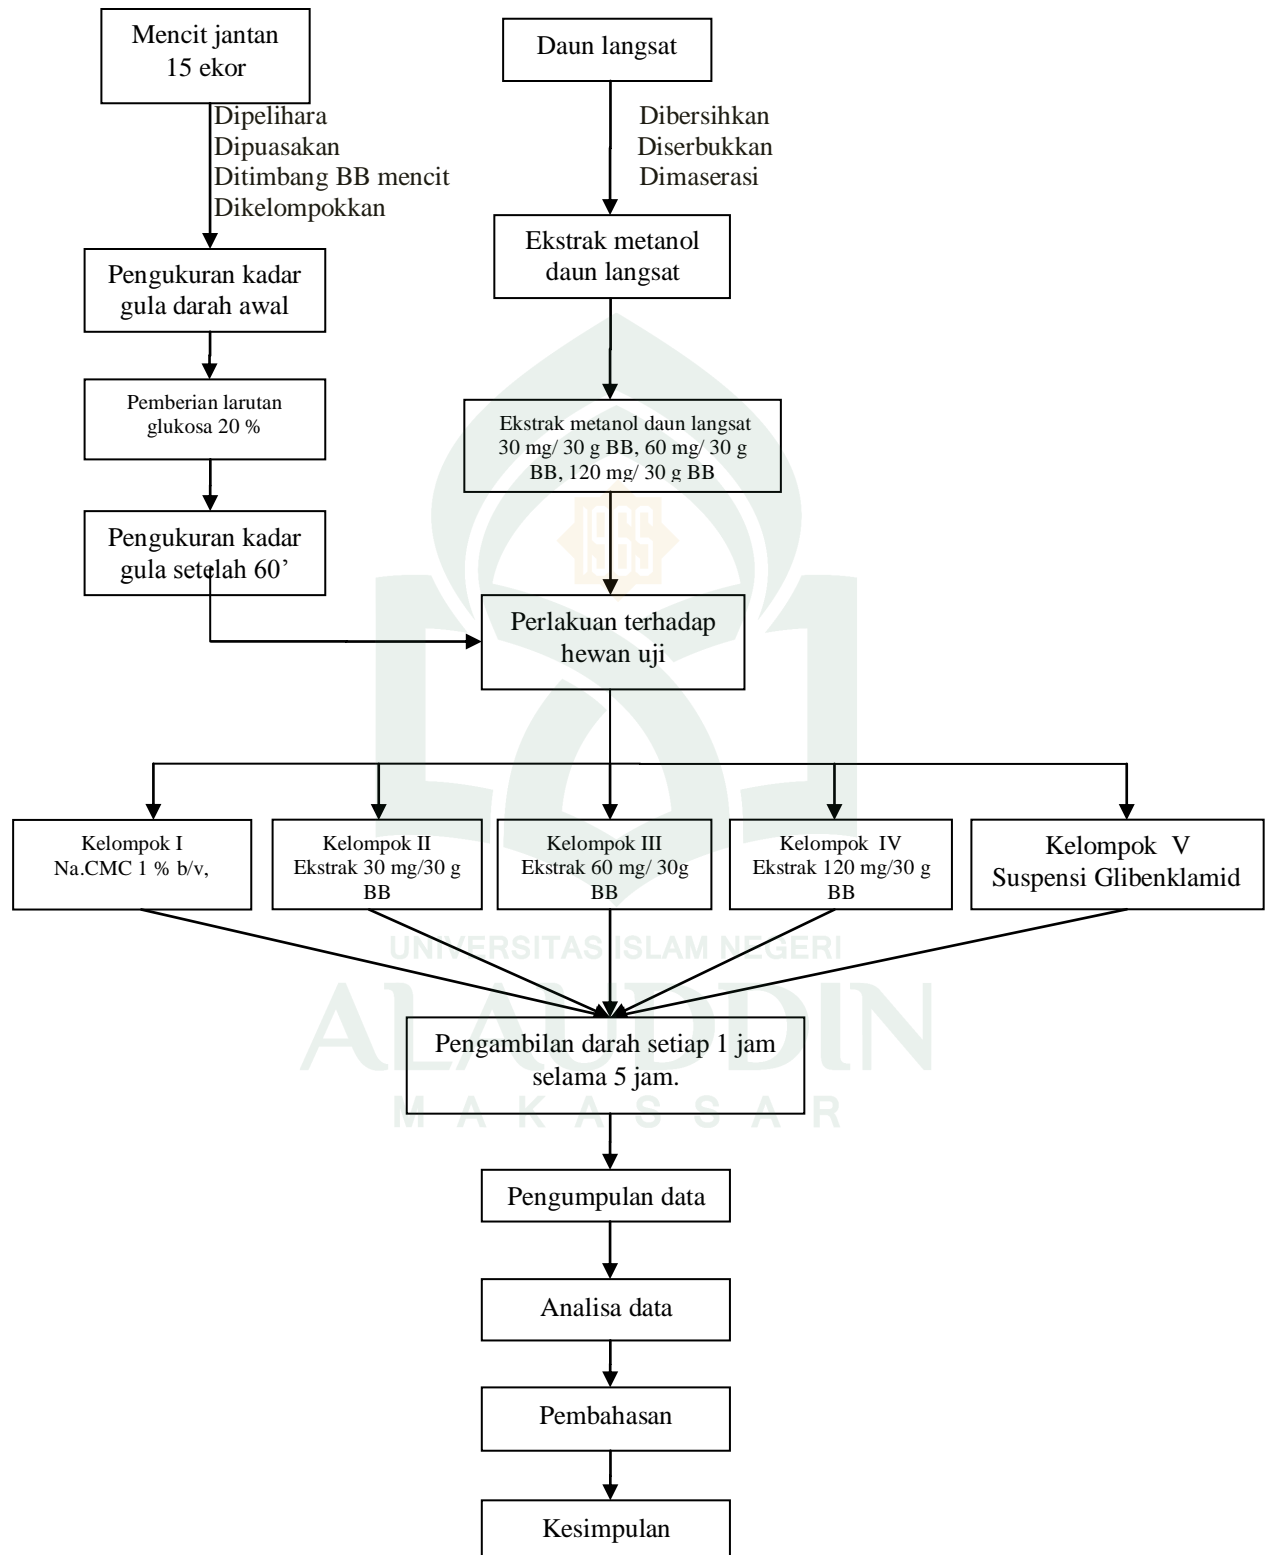 Mencit jantan
15 ekor
Daun langsat
Dipelihara
Dipuasakan
Ditimbang BB mencit
Dikelompokkan
Dibersihkan
Diserbukkan
Dimaserasi
Pengukuran kadar
gula darah awal
Ekstrak metanol
daun langsat
Pemberian larutan
glukosa 20 %
Ekstrak metanol daun langsat
30 mg/ 30 g BB, 60 mg/ 30 g
BB, 120 mg/ 30 g BB
Pengukuran kadar
gula setelah 60’
1965
Perlakuan terhadap
hewan uji
Kelompok I
Na.CMC 1 % b/v,
Kelompok II
Ekstrak 30 mg/30 g
BB
Kelompok III
Ekstrak 60 mg/ 30g
BB
Kelompok  IV
Ekstrak 120 mg/30 g
BB
Kelompok  V
Suspensi Glibenklamid
UNIVERSITAS ISLAM NEGERI
ALAUDDIN
MAKASSAR
Pengambilan darah setiap 1 jam
selama 5 jam.
Pengumpulan data
Analisa data
Pembahasan
Kesimpulan